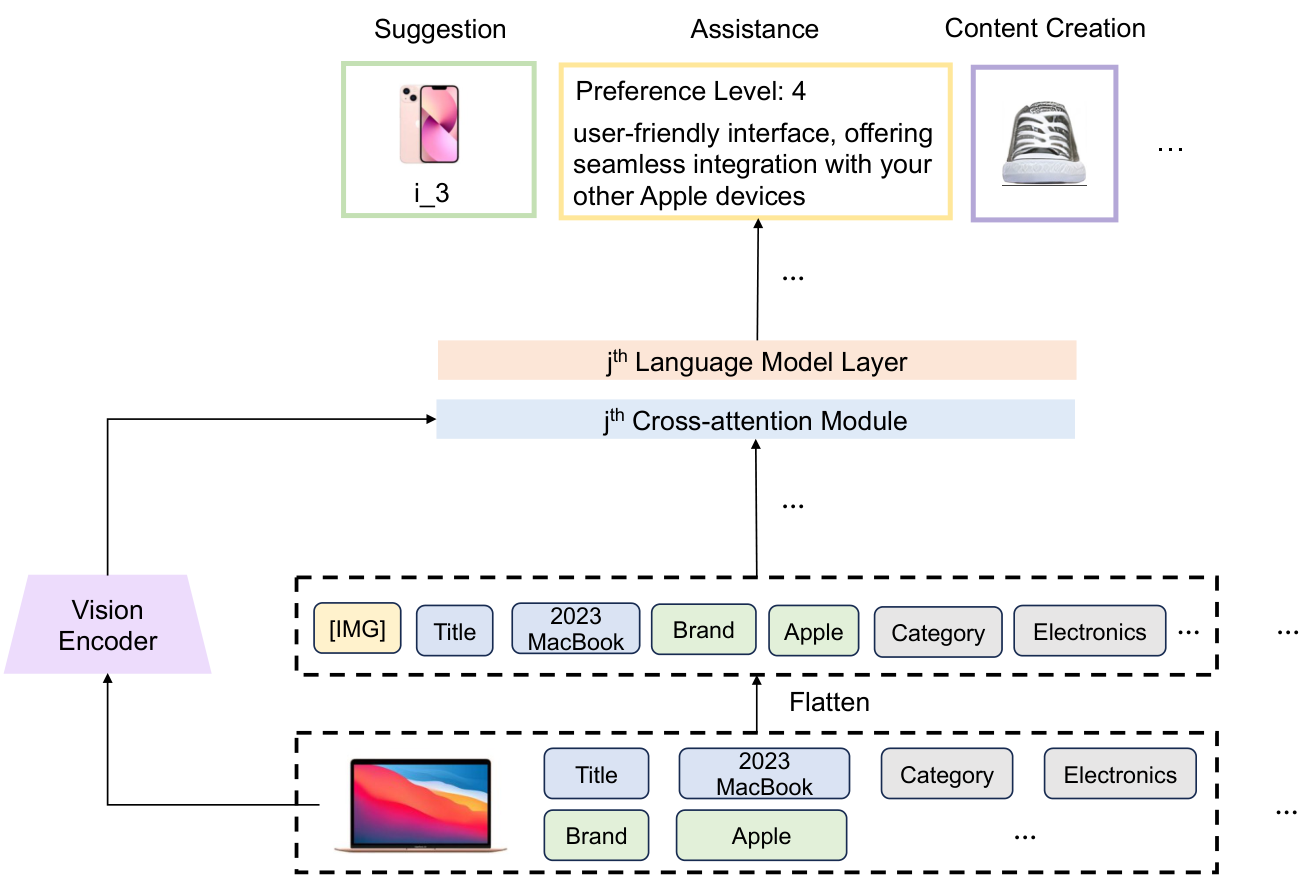 Suggestion
Assistance
Content Creation
i_3
Preference Level: 4
user-friendly interface, offering
seamless integration with your
other Apple devices
...
...
jth Language Model Layer
jth Cross-attention Module
...
Vision
Encoder
[IMG]
Title
2023
MacBook
Brand
Apple
Category
Electronics
...
...
Flatten
Title
2023
MacBook
Category
Electronics
Brand
Apple
...
...